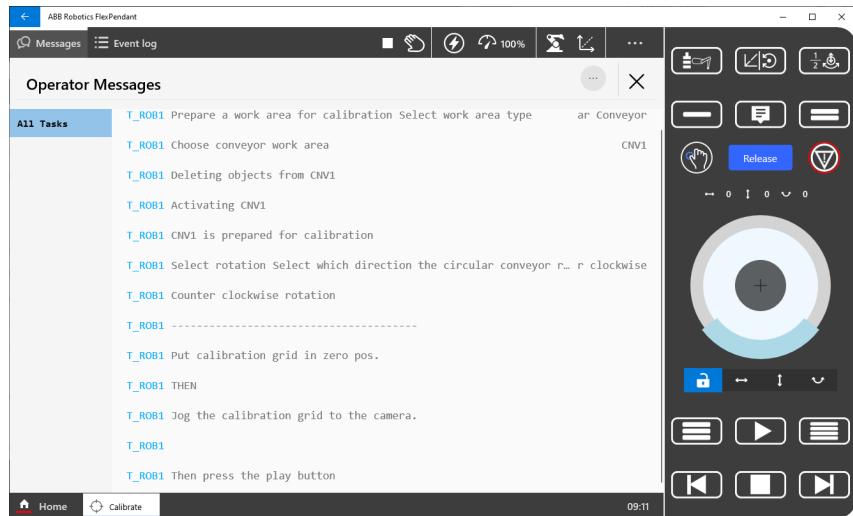 ABB Robotics FlexPendant
Messages Event log 100% ...
Operator Messages ...
All Tasks
T_ROB1 Prepare a work area for calibration Select work area type ar Conveyor
T_ROB1 Choose conveyor work area CNV1
T_ROB1 Deleting objects from CNV1
T_ROB1 Activating CNV1
T_ROB1 CNV1 is prepared for calibration
T_ROB1 Select rotation Select which direction the circular conveyor r… r clockwise
T_ROB1 Counter clockwise rotation
T_ROB1 ---------------------------------------
T_ROB1 Put calibration grid in zero pos.
T_ROB1 THEN
T_ROB1 Jog the calibration grid to the camera.
T_ROB1
T_ROB1 Then press the play button
Home Calibrate 09:11
1/2
Release
0 0 0